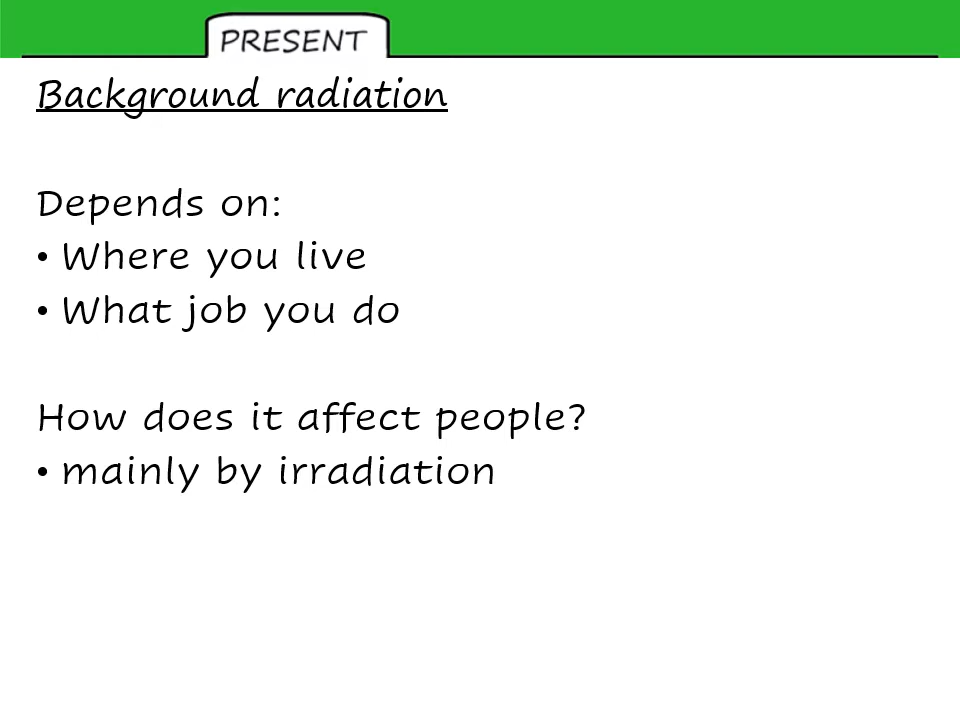 PRESENT
Background radiation
Depends on:
• Where you live
• What job you do
How does it affect people?
• mainly by irradiation